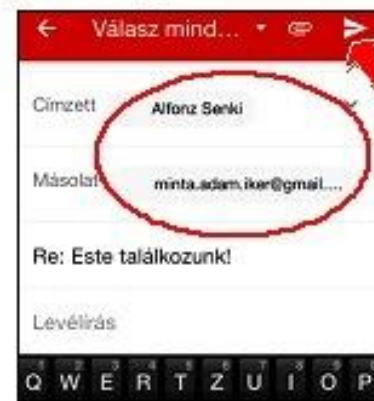 Válasz mind...
Címzett Alfonz Senki
Másolat minta.adam.iker@gmail....
Re: Este találkozunk!
Levélírás
Q W E R T Z U I O P